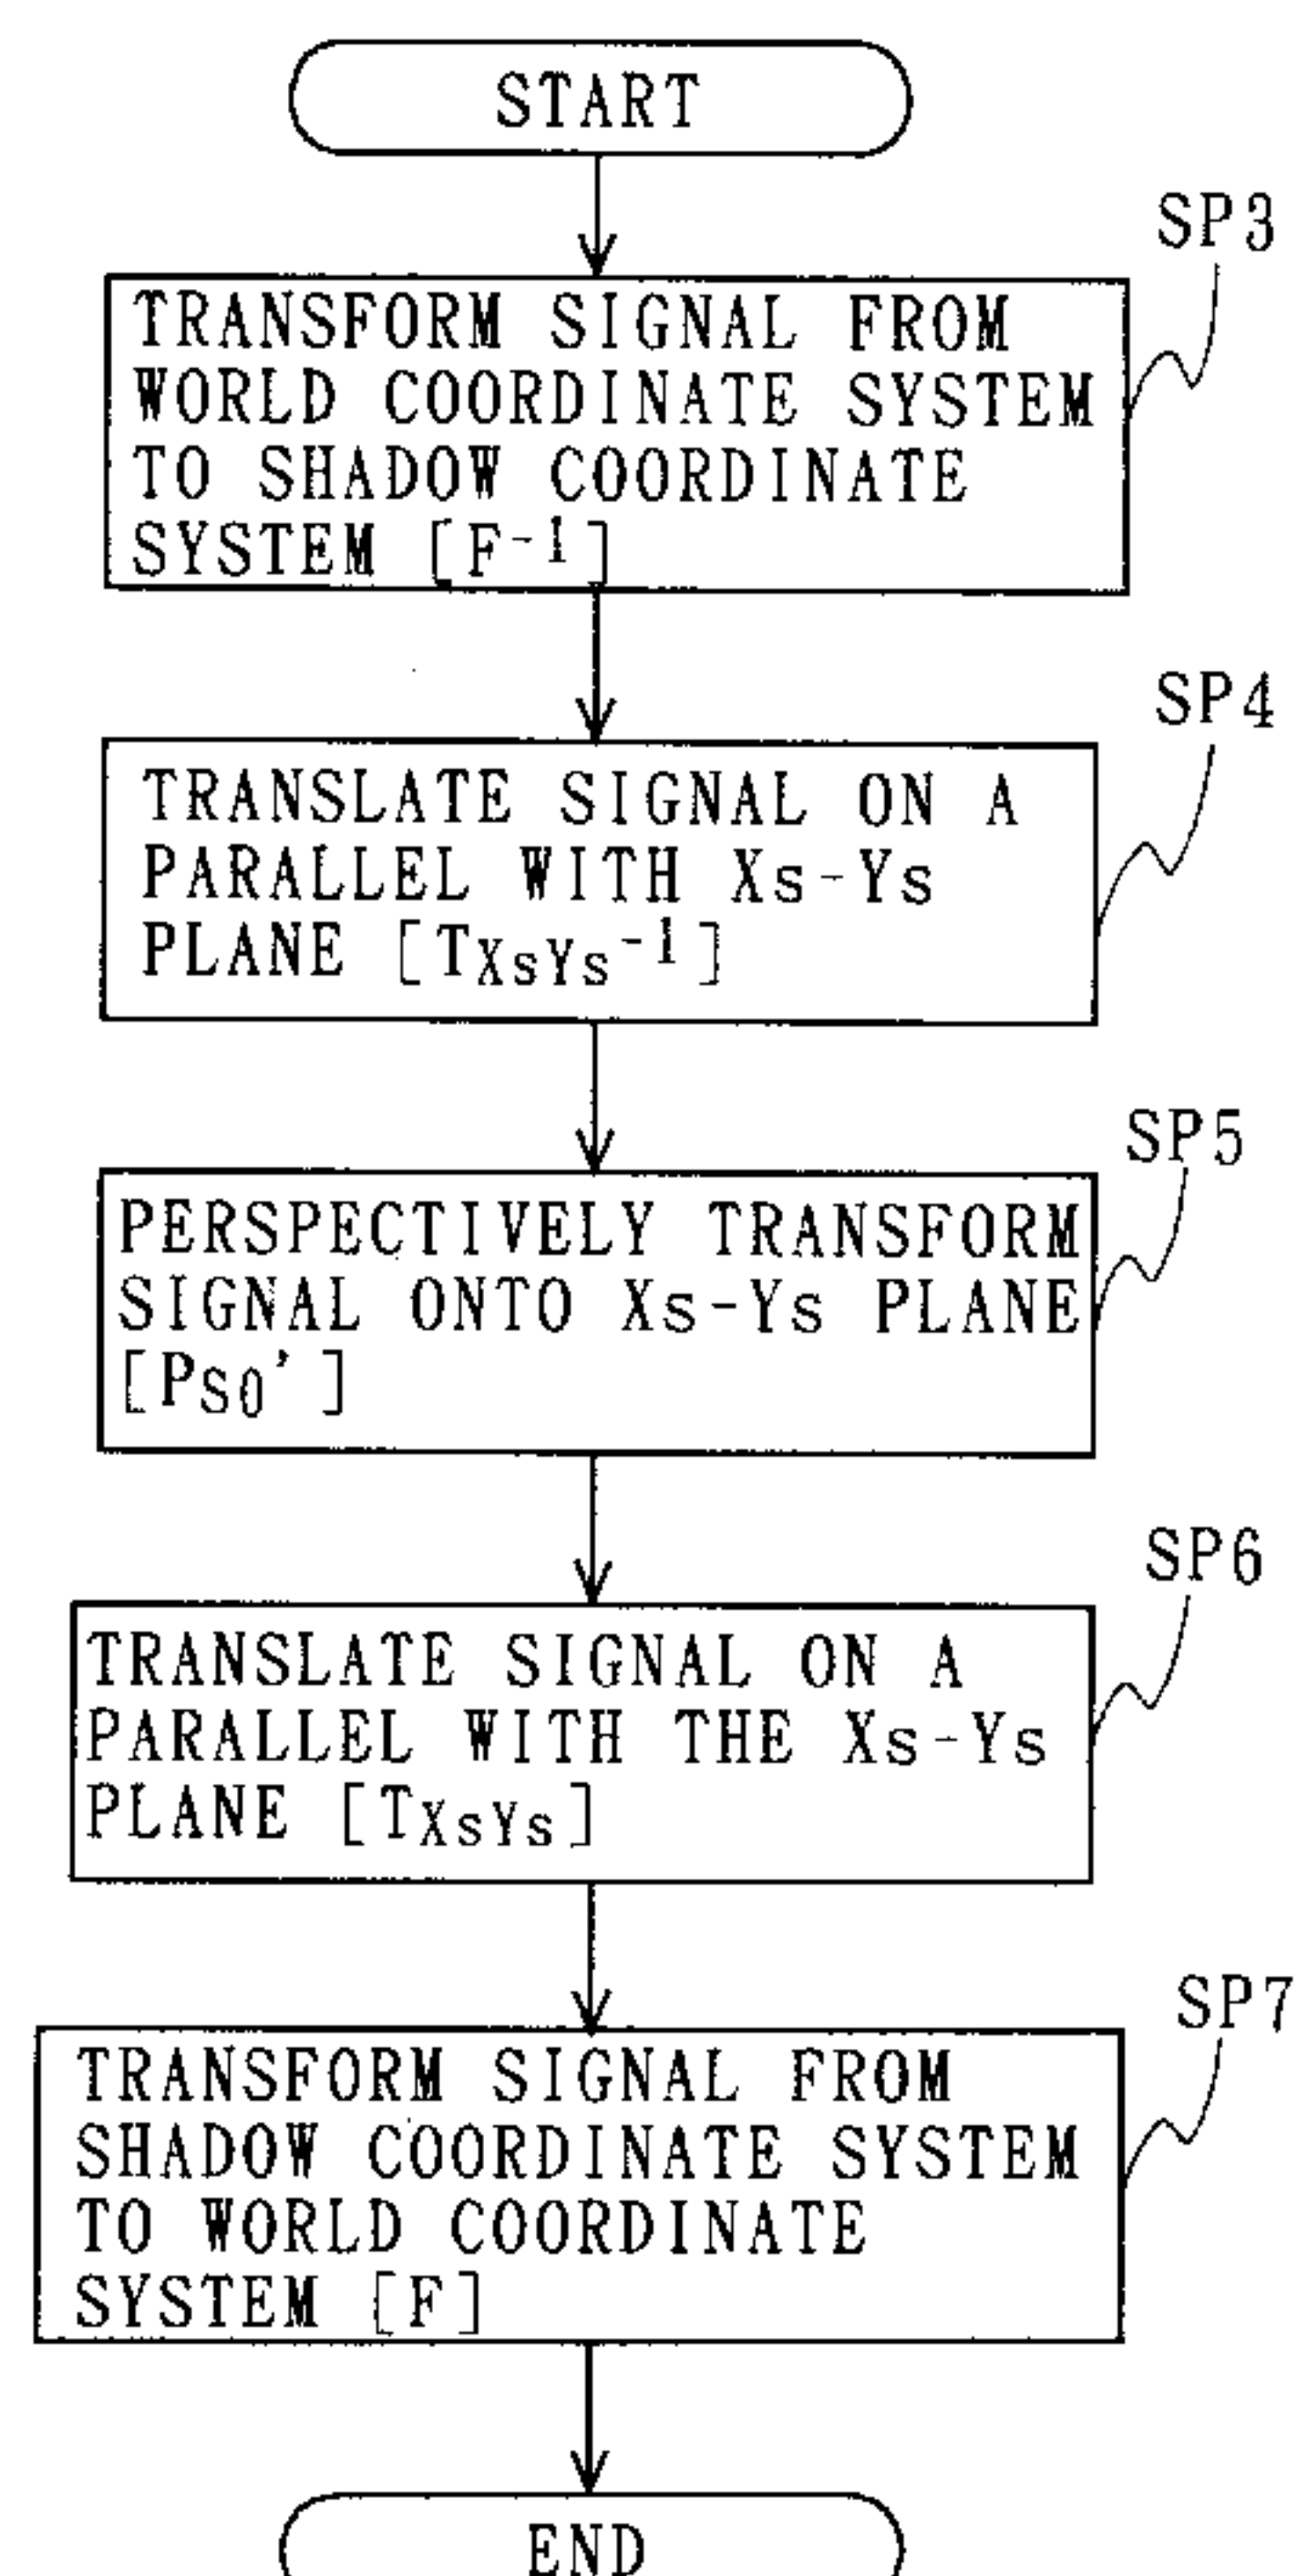 START
SP3
TRANSFORM SIGNAL FROM
WORLD COORDINATE SYSTEM
TO SHADOW COORDINATE
SYSTEM [F-1]
SP4
TRANSLATE SIGNAL ON A
PARALLEL WITH Xs-Ys
PLANE [TXsYs-1]
SP5
PERSPECTIVELY TRANSFORM
SIGNAL ONTO Xs-Ys PLANE
[PS0']
SP6
TRANSLATE SIGNAL ON A
PARALLEL WITH THE Xs-Ys
PLANE [TXsYs]
SP7
TRANSFORM SIGNAL FROM
SHADOW COORDINATE SYSTEM
TO WORLD COORDINATE
SYSTEM [F]
END